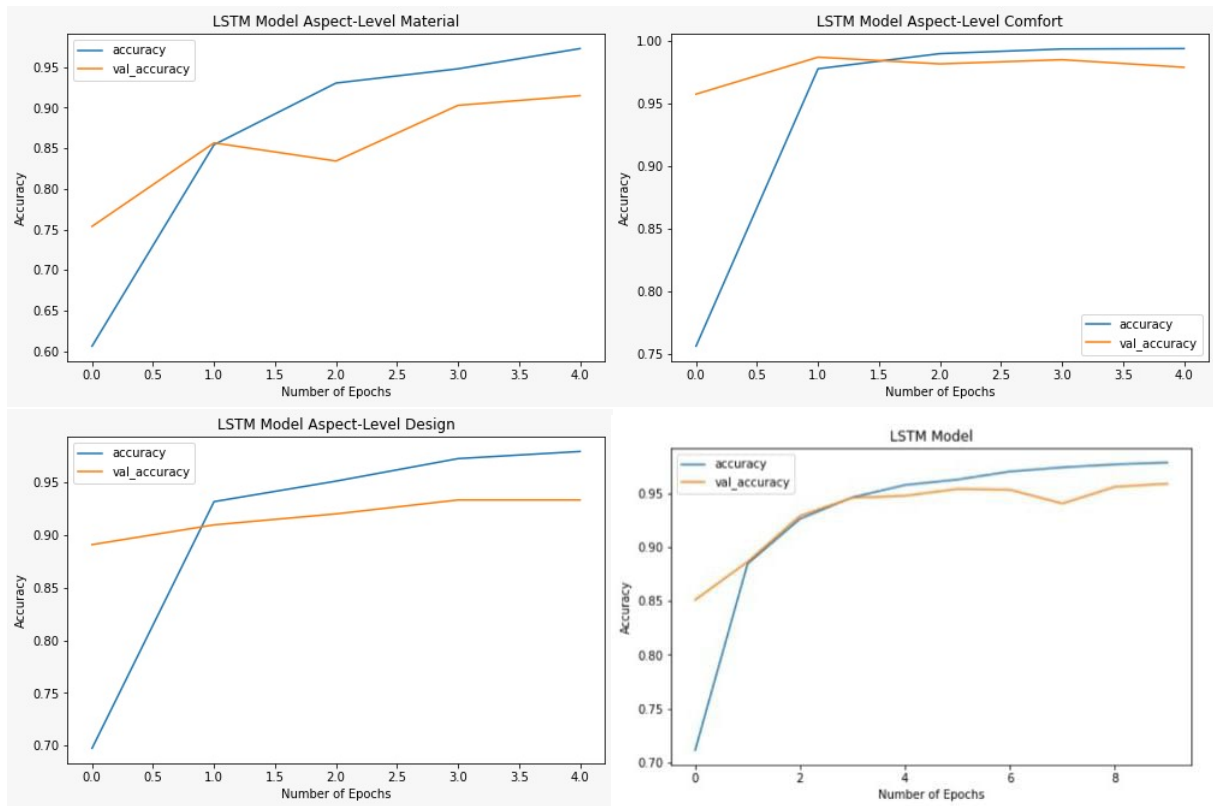 LSTM Model Aspect-Level Material
accuracy
val_accuracy
0.95
0.90
0.85
0.80
0.75
0.70
0.65
0.60
Accuracy
0.0 0.5 1.0 1.5 2.0 2.5 3.0 3.5 4.0
Number of Epochs
LSTM Model Aspect-Level Comfort
1.00
0.95
0.90
0.85
0.80
0.75
Accuracy
accuracy
val_accuracy
0.0 0.5 1.0 1.5 2.0 2.5 3.0 3.5 4.0
Number of Epochs
LSTM Model Aspect-Level Design
accuracy
val_accuracy
0.95
0.90
0.85
0.80
0.75
0.70
Accuracy
0.0 0.5 1.0 1.5 2.0 2.5 3.0 3.5 4.0
Number of Epochs
LSTM Model
accuracy
val_accuracy
0.95
0.90
0.85
0.80
0.75
0.70
Accuracy
0 2 4 6 8
Number of Epochs